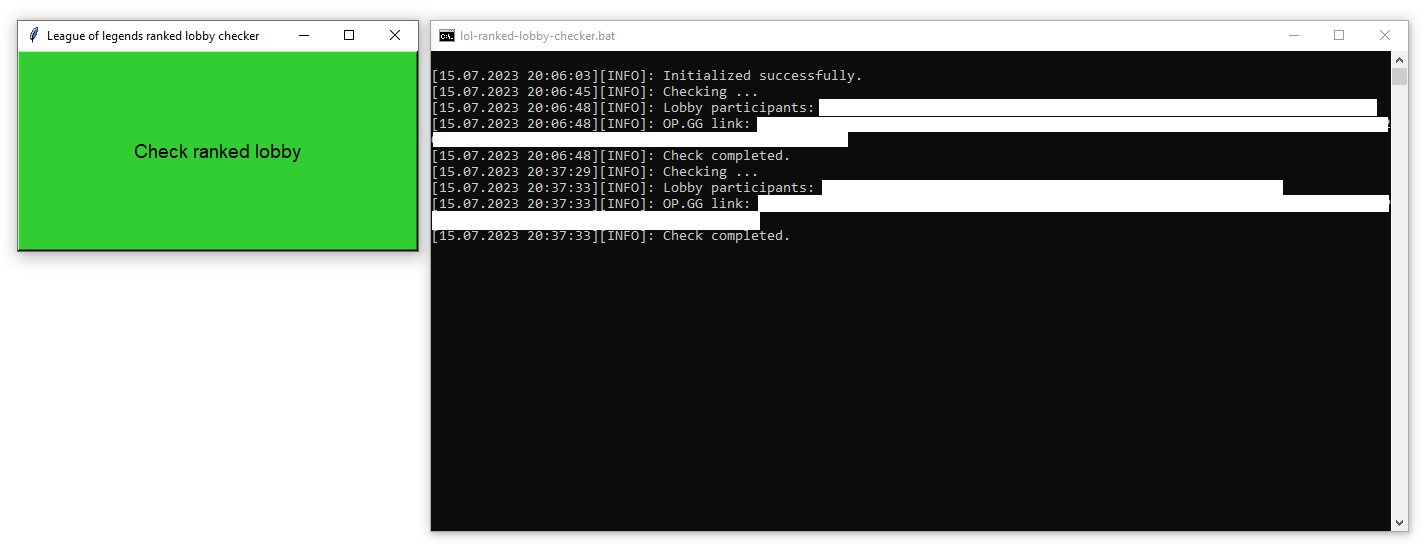 League of legends ranked lobby checker
Check ranked lobby
lol-ranked-lobby-checker.bat
[15.07.2023 20:06:03][INFO]: Initialized successfully.
[15.07.2023 20:06:45][INFO]: Checking ...
[15.07.2023 20:06:48][INFO]: Lobby participants:
[15.07.2023 20:06:48][INFO]: OP.GG link:
[15.07.2023 20:06:48][INFO]: Check completed.
[15.07.2023 20:37:29][INFO]: Checking ...
[15.07.2023 20:37:33][INFO]: Lobby participants:
[15.07.2023 20:37:33][INFO]: OP.GG link:
[15.07.2023 20:37:33][INFO]: Check completed.